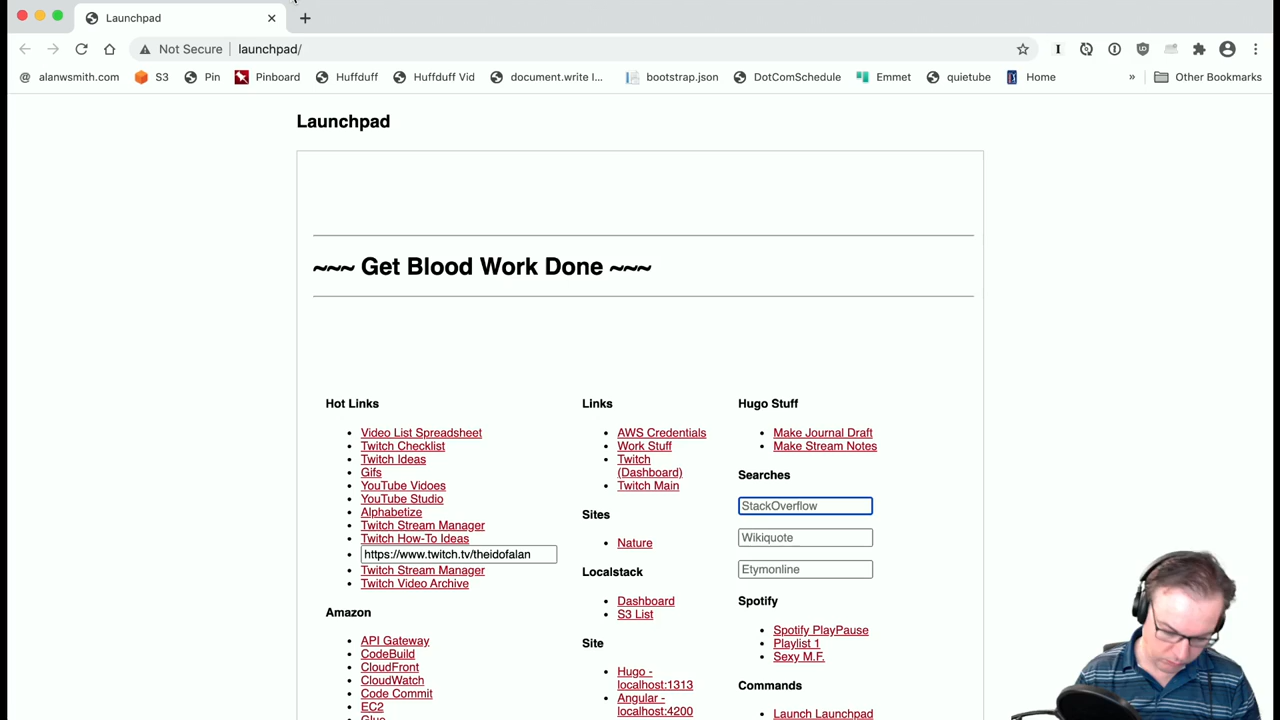 Launchpad
Not Secure
launchpad/
alanwsmith.com
S3
Pin
Pinboard
Huffduff
Huffduff Vid
document.write I...
bootstrap.json
DotComSchedule
Emmet
quietube
Home
»
Other Bookmarks
Launchpad
~~~ Get Blood Work Done ~~~
Hot Links
Video List Spreadsheet
Twitch Checklist
Twitch Ideas
Gifs
YouTube Vidoes
YouTube Studio
Alphabetize
Twitch Stream Manager
Twitch How-To Ideas
https://www.twitch.tv/theidofalan
Twitch Stream Manager
Twitch Video Archive
Amazon
API Gateway
CodeBuild
CloudFront
CloudWatch
Code Commit
EC2
Glue
Links
AWS Credentials
Work Stuff
Twitch
(Dashboard)
Twitch Main
Sites
Nature
Localstack
Dashboard
S3 List
Site
Hugo -
localhost:1313
Angular -
localhost:4200
Hugo Stuff
Make Journal Draft
Make Stream Notes
Searches
StackOverflow
Wikiquote
Etymonline
Spotify
Spotify PlayPause
Playlist 1
Sexy M.F.
Commands
Launch Launchpad